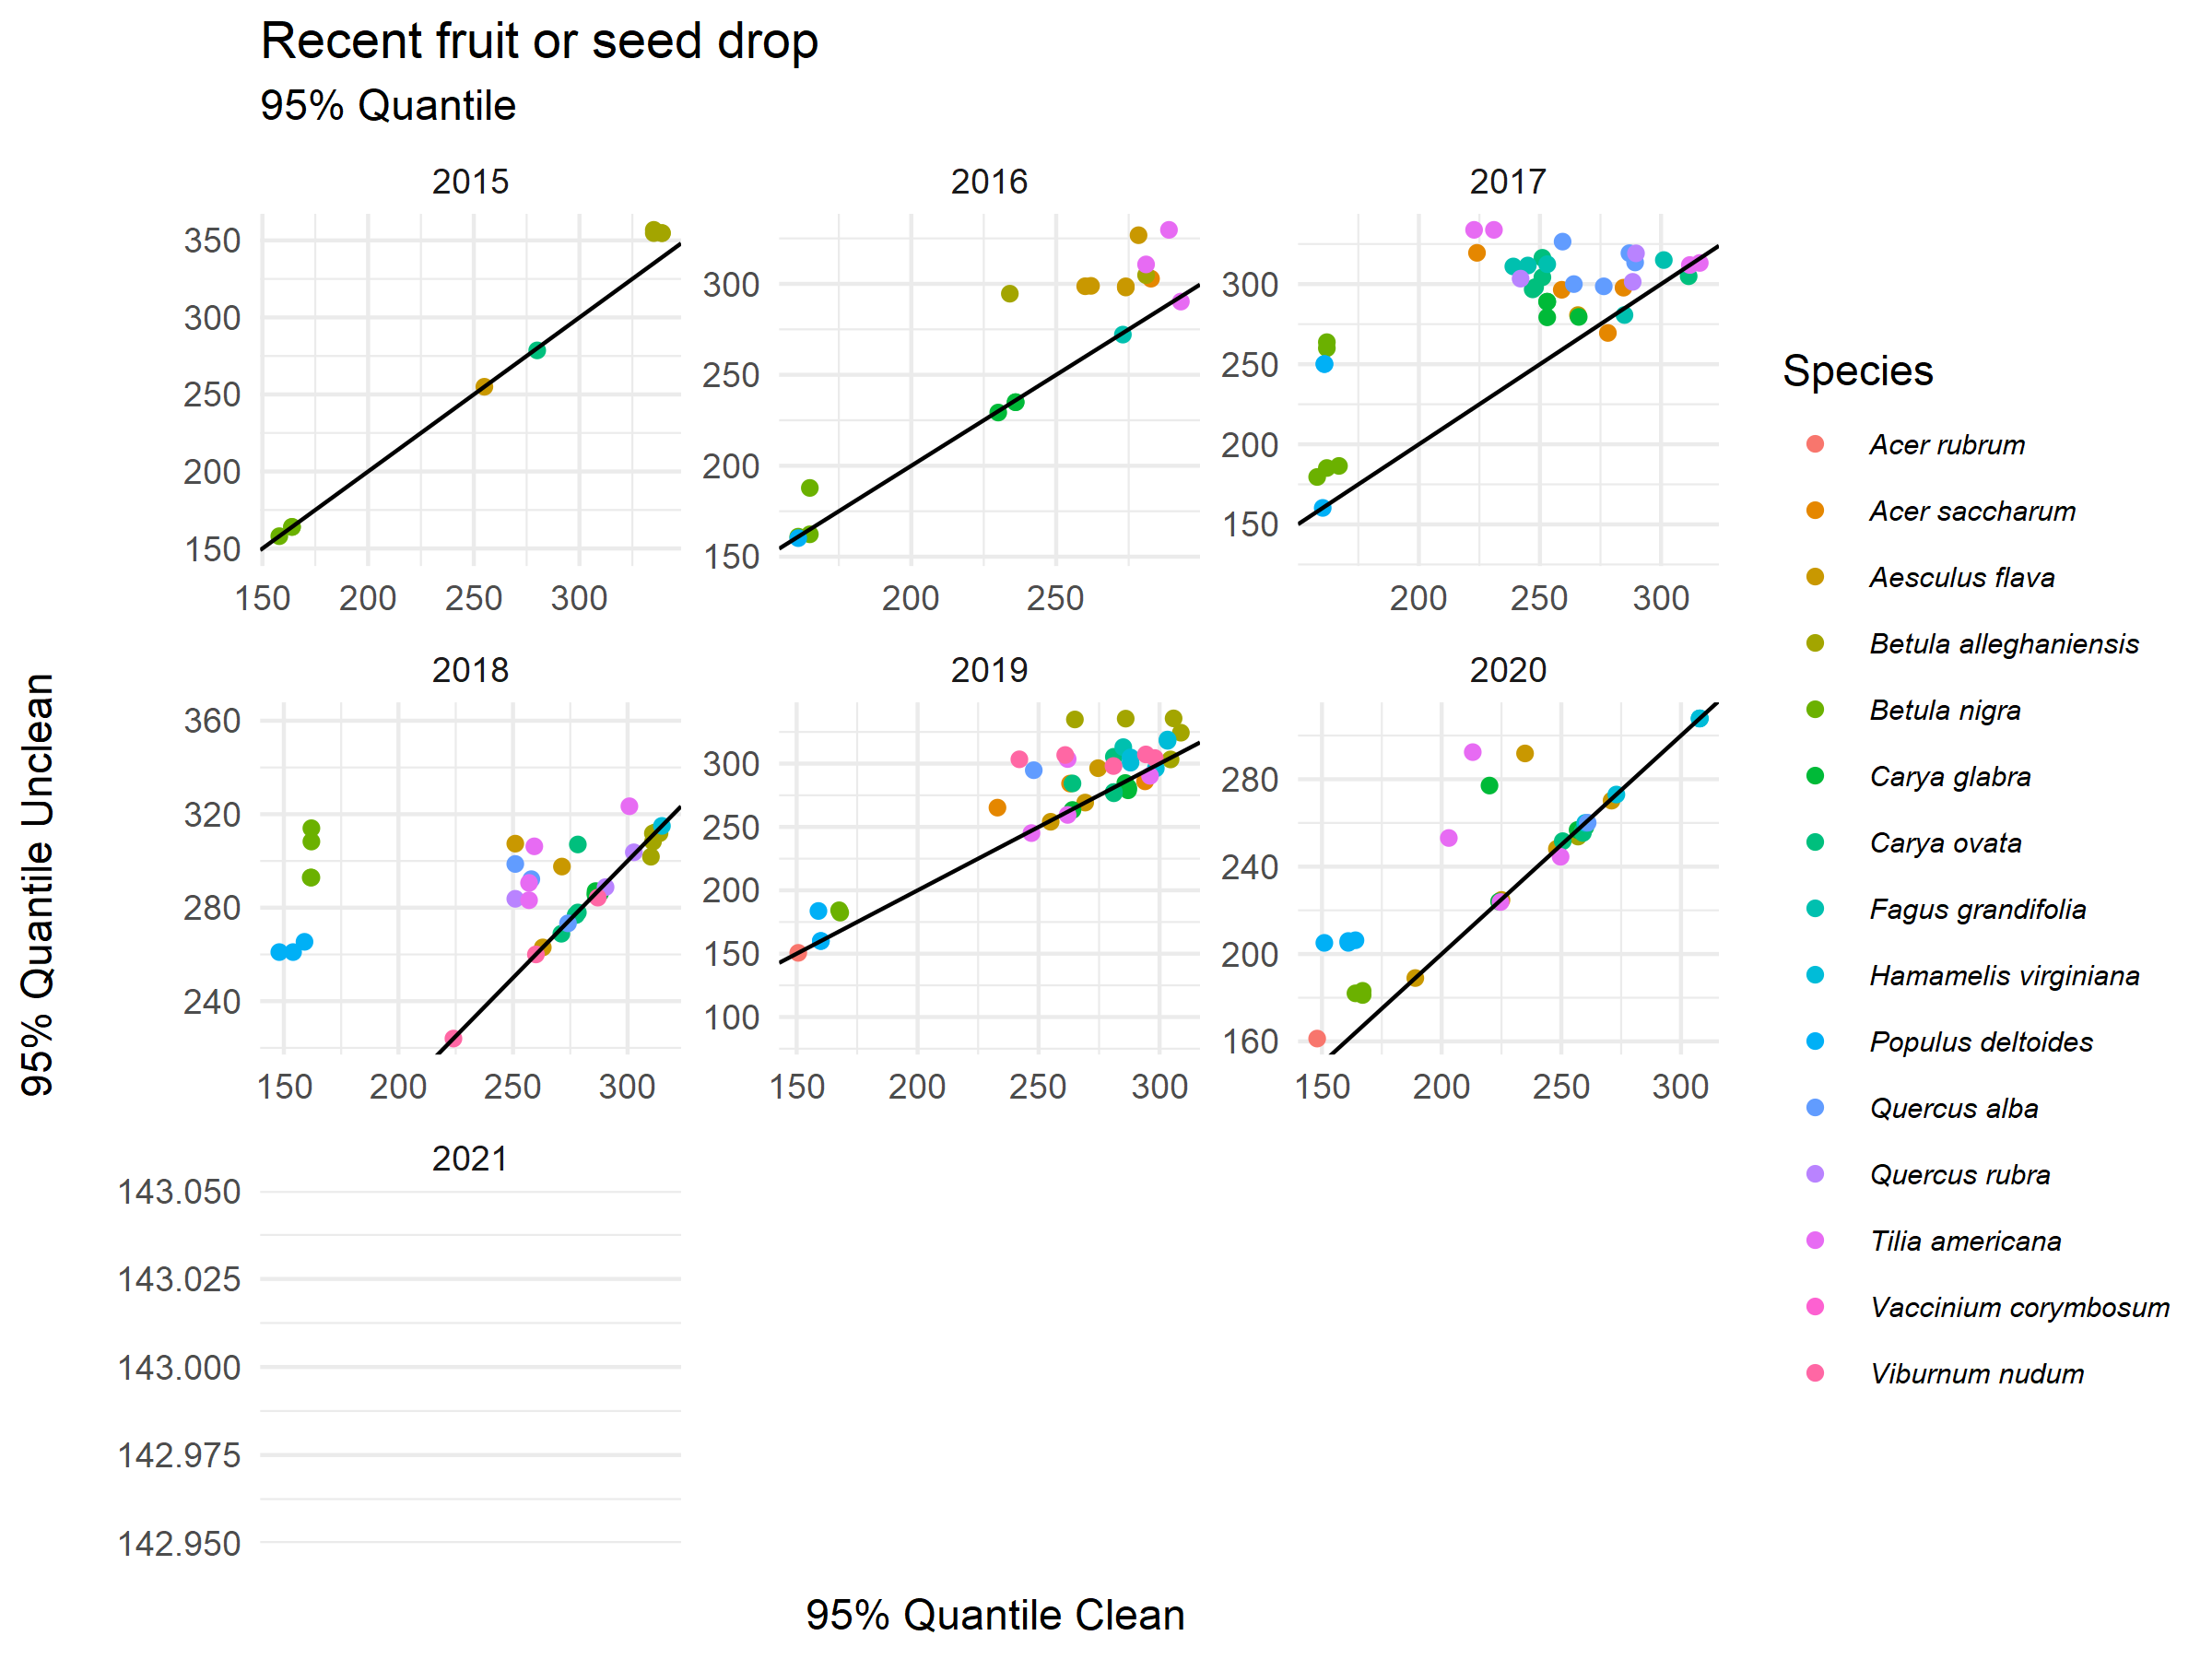 Recent fruit or seed drop
95% Quantile
2015
2016
2017
350
300
250
200
150
150 200 250 300
300
250
200
150
200 250
300
250
200
150
200 250 300
2018
2019
2020
360
320
280
240
150 200 250 300
300
250
200
150
100
150 200 250 300
280
240
200
160
150 200 250 300
2021
143.050
143.025
143.000
142.975
142.950
95% Quantile Unclean
95% Quantile Clean
Species
Acer rubrum
Acer saccharum
Aesculus flava
Betula alleghaniensis
Betula nigra
Carya glabra
Carya ovata
Fagus grandifolia
Hamamelis virginiana
Populus deltoides
Quercus alba
Quercus rubra
Tilia americana
Vaccinium corymbosum
Viburnum nudum